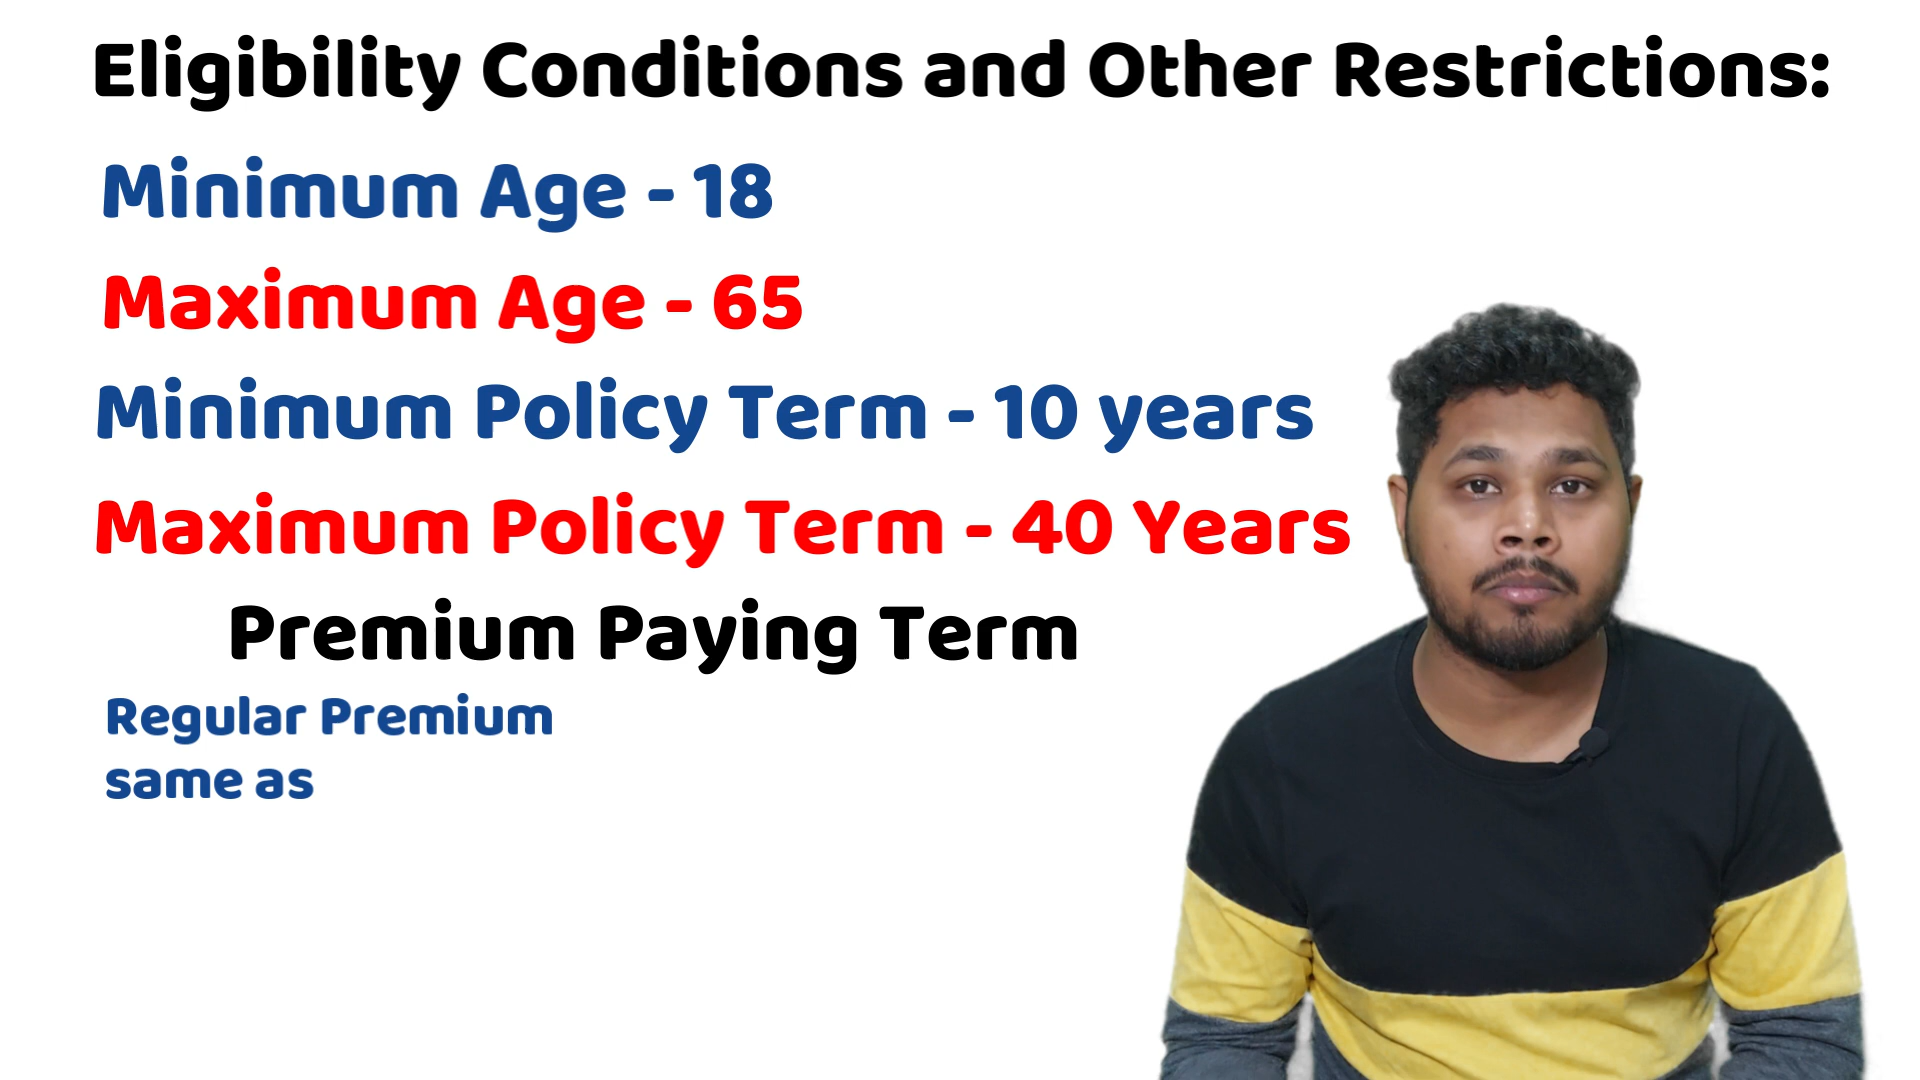 Eligibility Conditions and Other Restrictions:
Minimum Age - 18
Maximum Age - 65
Minimum Policy Term - 10 years
Maximum Policy Term - 40 Years
Premium Paying Term
Regular Premium
same as